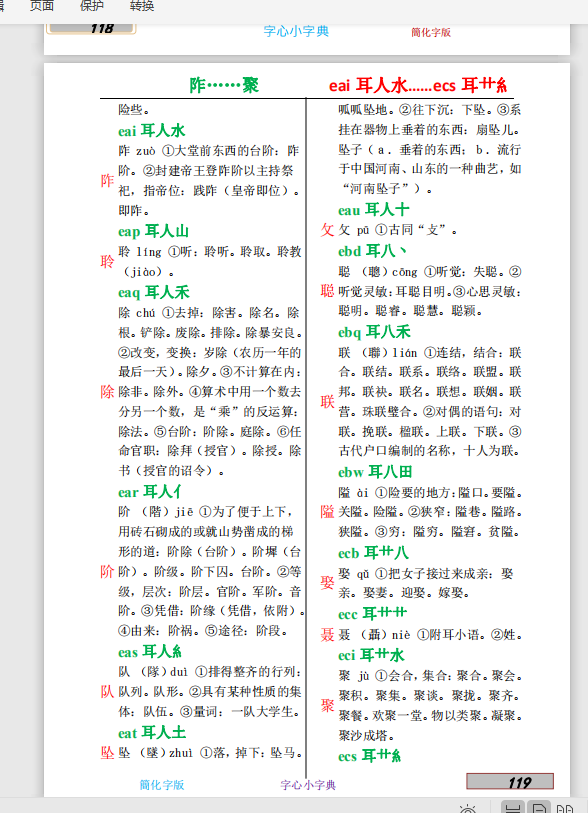 页面 保护 转换
118 字心小字典 簡化字版
阼……聚 eai 耳人水……ecs 耳艹糹
险些。
eai 耳人水
阼 zuò ①大堂前东西的台阶：阼
阼
阶。②封建帝王登阼阶以主持祭
祀，指帝位：践阼（皇帝即位）。
即阼。
eap 耳人山
聆 líng ①听：聆听。聆取。聆教
聆
（jiào）。
eaq 耳人禾
除 chú ①去掉：除害。除名。除
根。铲除。废除。排除。除暴安良。
②改变，变换：岁除（农历一年的
最后一天）。除夕。③不计算在内：
除 除非。除外。④算术中用一个数去
分另一个数，是“乘”的反运算：
除法。⑤台阶：阶除。庭除。⑥任
命官职：除拜（授官）。除授。除
书（授官的诏令）。
ear 耳人亻
阶 （階）jiē ①为了便于上下，
用砖石砌成的或就山势凿成的梯
形的道：阶除（台阶）。阶墀（台
阶 阶）。阶级。阶下囚。台阶。②等
级，层次：阶层。官阶。军阶。音
阶。③凭借：阶缘（凭借，依附）。
④由来：阶祸。⑤途径：阶段。
eas 耳人糹
队 （隊）duì ①排得整齐的行列：
队 队列。队形。②具有某种性质的集
体：队伍。③量词：一队大学生。
eat 耳人土
坠 坠 （墜）zhuì ①落，掉下：坠马。
呱呱坠地。②往下沉：下坠。③系
挂在器物上垂着的东西：扇坠儿。
坠子（a．垂着的东西；b．流行
于中国河南、山东的一种曲艺，如
“河南坠子”）。
eau 耳人十
攵 攵 pū ①古同“攴”。
ebd 耳八丶
聪 （聰）cōng ①听觉：失聪。②
聪 听觉灵敏：耳聪目明。③心思灵敏：
聪明。聪睿。聪慧。聪颖。
ebq 耳八禾
联 （聯）lián ①连结，结合：联
合。联结。联系。联络。联盟。联
邦。联袂。联名。联想。联姻。联
联
营。珠联璧合。②对偶的语句：对
联。挽联。楹联。上联。下联。③
古代户口编制的名称，十人为联。
ebw 耳八田
隘 ài ①险要的地方：隘口。要隘。
隘 关隘。险隘。②狭窄：隘巷。隘路。
狭隘。③穷：隘穷。隘窘。贫隘。
ecb 耳艹八
娶 qǔ ①把女子接过来成亲：娶
娶
亲。娶妻。迎娶。嫁娶。
ecc 耳艹艹
聂 聂 （聶）niè ①附耳小语。②姓。
eci 耳艹水
聚 jù ①会合，集合：聚合。聚会。
聚积。聚集。聚谈。聚拢。聚齐。
聚
聚餐。欢聚一堂。物以类聚。凝聚。
聚沙成塔。
ecs 耳艹糹
簡化字版 字心小字典 119